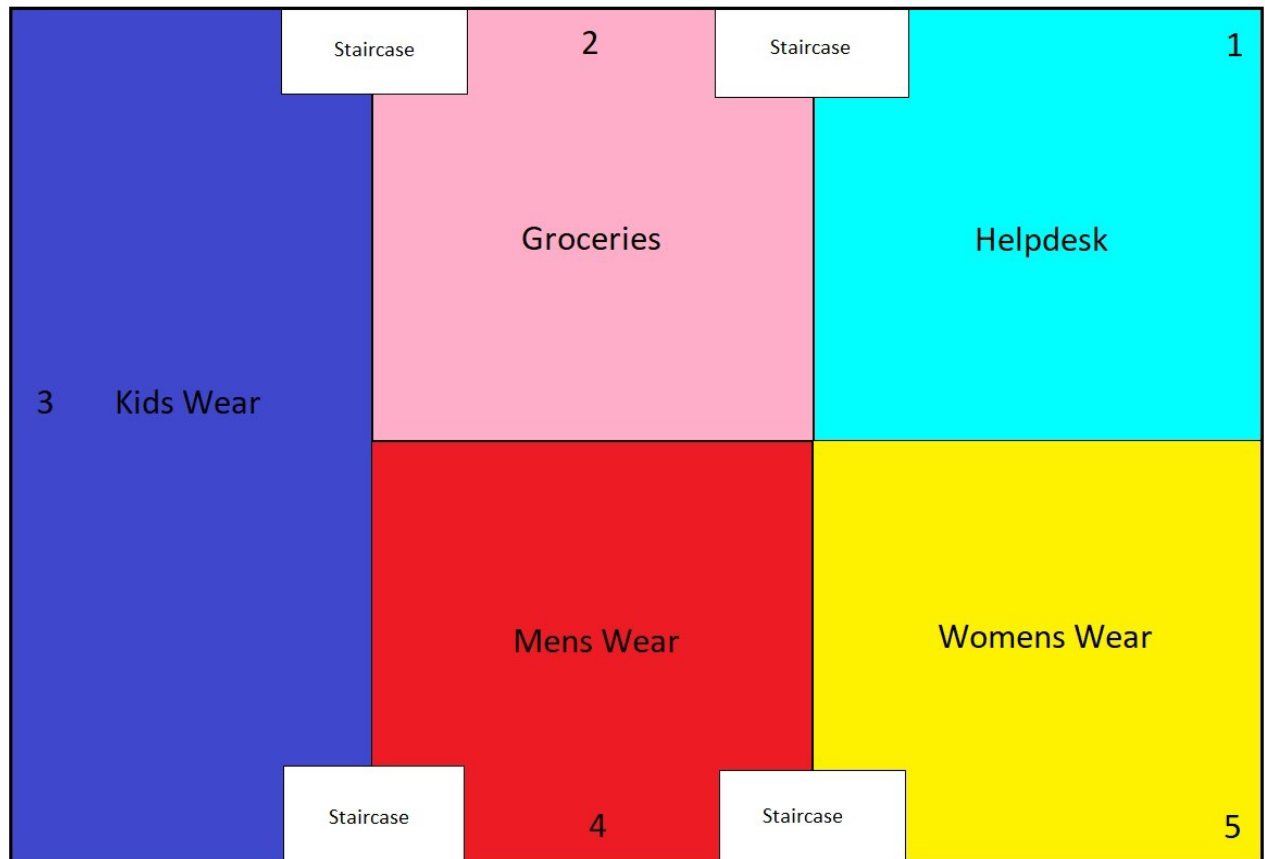 Staircase
2
Staircase
1
Groceries
Helpdesk
3 Kids Wear
Mens Wear
Womens Wear
Staircase
4
Staircase
5